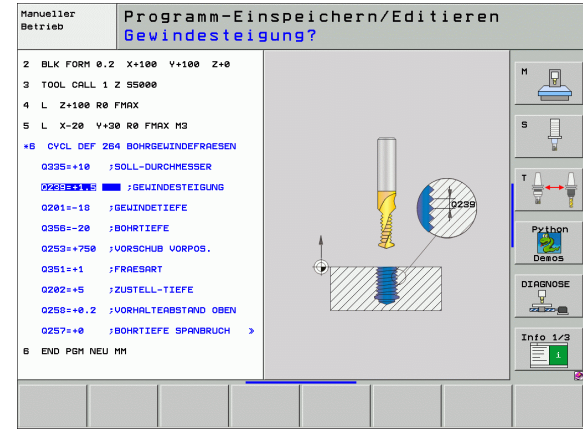 Manueller
Betrieb
Programm-Einspeichern/Editieren
Gewindesteigung?
2 BLK FORM 0.2 X+100 Y+100 Z+0
3 TOOL CALL 1 Z S5000
4 L Z+100 R0 FMAX
5 L X-20 Y+30 R0 FMAX M3
*6 CYCL DEF 264 BOHRGEWINDEFRAESEN
Q335=+10 ;SOLL-DURCHMESSER
Q239=+1.5 ;GEWINDESTEIGUNG
Q201=-18 ;GEWINDETIEFE
Q356=-20 ;BOHRTIEFE
Q253=+750 ;VORSCHUB VORPOS.
Q351=+1 ;FRAESART
Q202=+5 ;ZUSTELL-TIEFE
Q258=+0.2 ;VORHALTEABSTAND OBEN
Q257=+0 ;BOHRTIEFE SPANBRUCH »
6 END PGM NEU MM
Q239
M
S
T
Python
Demos
DIAGNOSE
Info 1/3
i